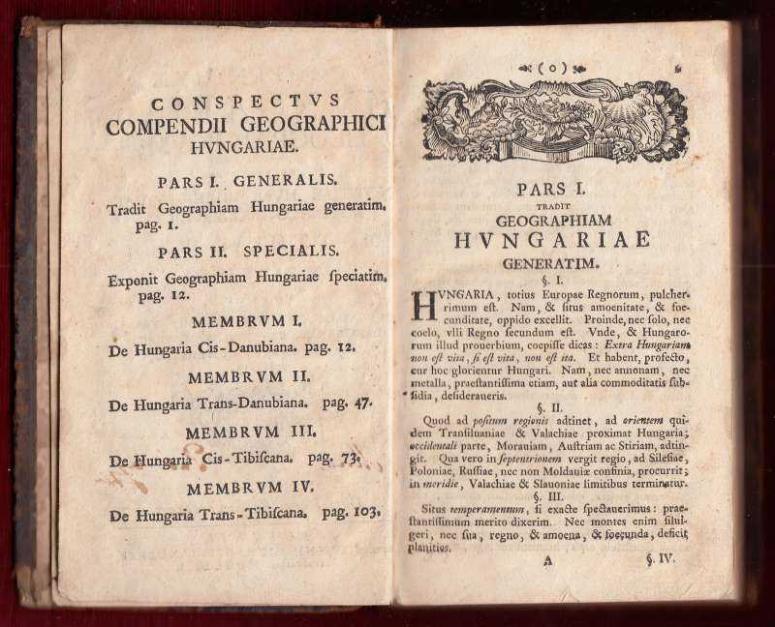 CONSPECTVS
COMPENDII GEOGRAPHICI
HVNGARIAE.
PARS I. GENERALIS.
Tradit Geographiam Hungariae generatim.
pag. 1.
PARS II. SPECIALIS.
Exponit Geographiam Hungariae ſpeciatim.
pag. 12.
MEMBRVM I.
De Hungaria Cis-Danubiana. pag. 12.
MEMBRVM II.
De Hungaria Trans-Danubiana. pag. 47.
MEMBRVM III.
De Hungaria Cis-Tibiſcana. pag. 73.
MEMBRVM IV.
De Hungaria Trans-Tibiſcana. pag. 103.
(0)
PARS I.
TRADIT
GEOGRAPHIAM
HVNGARIAE
GENERATIM.
§. I.
HVNGARIA, totius Europae Regnorum, pulcher-
rimum eſt. Nam, & ſitus amoenitate, & foe-
cunditate, oppido excellit. Proinde, nec ſolo, nec
coelo, vlli Regno ſecundum eſt. Vnde, & Hungaro-
rum illud prouerbium, coepiſſe dicas: Extra Hungariam
non eſt vita, ſi eſt vita, non eſt ita. Et habent, profecto,
cur hoc glorientur Hungari. Nam, nec annonam, nec
metalla, praeſtantiſſima etiam, aut alia commoditatis ſub-
ſidia, deſideraueris.
§. II.
Quod ad poſitum regionis adtinet, ad orientem qui-
dem Tranſiluaniae & Valachiae proximat Hungaria;
occidentali parte, Morauiam, Auſtriam ac Stiriam, adtin-
git. Qua vero in ſeptentrionem vergit regio, ad Sileſiae,
Poloniae, Ruſſiae, nec non Moldauiæ confinia, procurrit;
in meridie, Valachiae & Slauoniae limitibus terminatur.
§. III.
Situs temperamentum, ſi exacte ſpectauerimus: prae-
ſtantiſſimum merito dixerim. Nec montes enim ſilui-
geri, nec ſua, regno, & amoena, & foecunda, deficit
planities.
A §. IV.